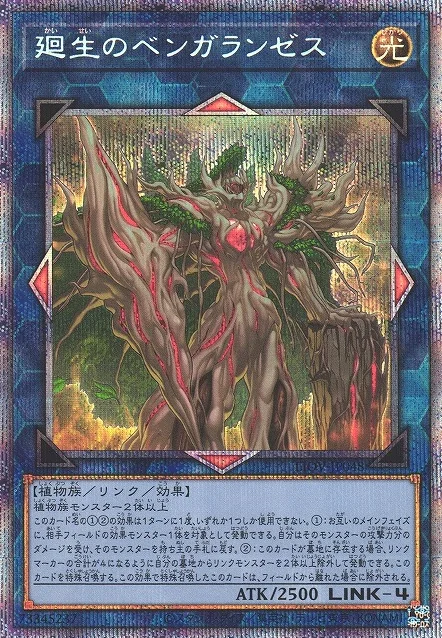 かい せい
廻生のベンガランゼス
光
【植物族／リンク／効果】
植物族モンスター2体以上
このカード名の①②の効果は1ターンに1度、いずれか1つしか使用できない。①：お互いのメインフェイズ
に、相手フィールドの効果モンスター1体を対象として発動できる。自分はそのモンスターの攻撃力分の
ダメージを受け、そのモンスターを持ち主の手札に戻す。②：このカードが墓地に存在する場合、リンク
マーカーの合計が4になるように自分の墓地からリンクモンスターを2体以上除外して発動できる。この
カードを特殊召喚する。この効果で特殊召喚したこのカードは、フィールドから離れた場合に除外される。
ATK/2500 LINK-4